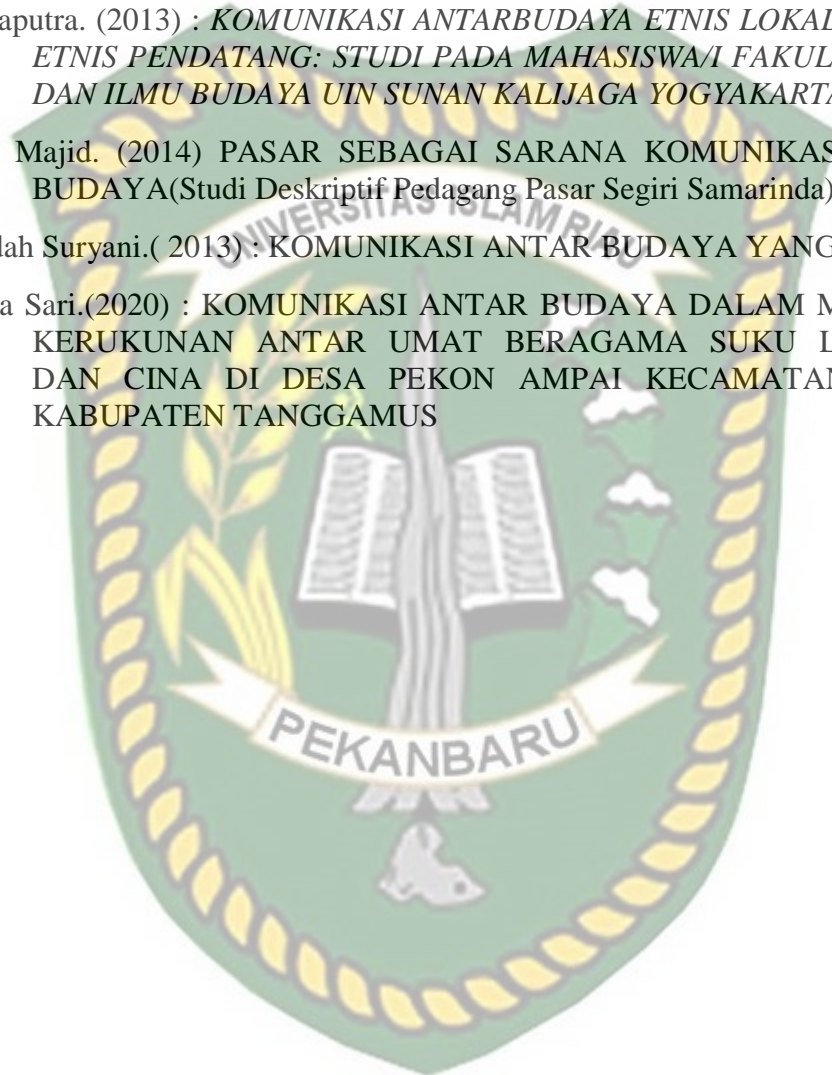 aputra. (2013) : KOMUNIKASI ANTARBUDAYA ETNIS LOKAL
ETNIS PENDATANG: STUDI PADA MAHASISWA/I FAKUL
DAN ILMU BUDAYA UIN SUNAN KALIJAGA YOGYAKARTA
Majid. (2014) PASAR SEBAGAI SARANA KOMUNIKAS
BUDAYA(Studi Deskriptif Pedagang Pasar Segiri Samarinda)
dah Suryani.( 2013) : KOMUNIKASI ANTAR BUDAYA YANG
a Sari.(2020) : KOMUNIKASI ANTAR BUDAYA DALAM M
KERUKUNAN ANTAR UMAT BERAGAMA SUKU L
DAN CINA DI DESA PEKON AMPAI KECAMATAN
KABUPATEN TANGGAMUS
UNIVERSITAS ISLAM RIAU
PEKANBARU